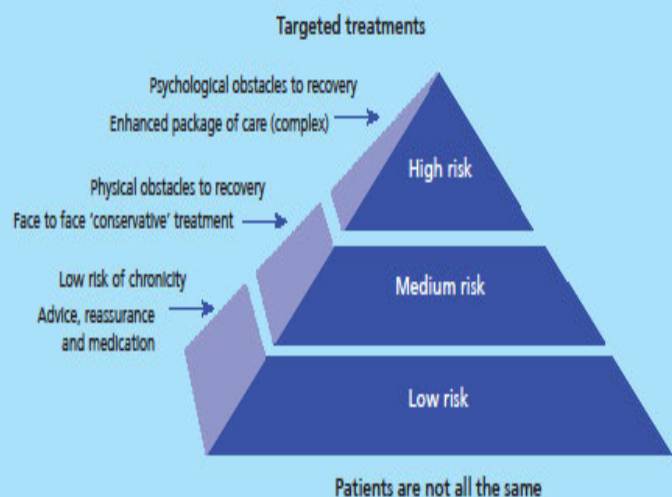 Targeted treatments
Psychological obstacles to recovery
Enhanced package of care (complex)
High risk
Physical obstacles to recovery
Face to face 'conservative' treatment
Medium risk
Low risk of chronicity
Advice, reassurance
and medication
Low risk
Patients are not all the same